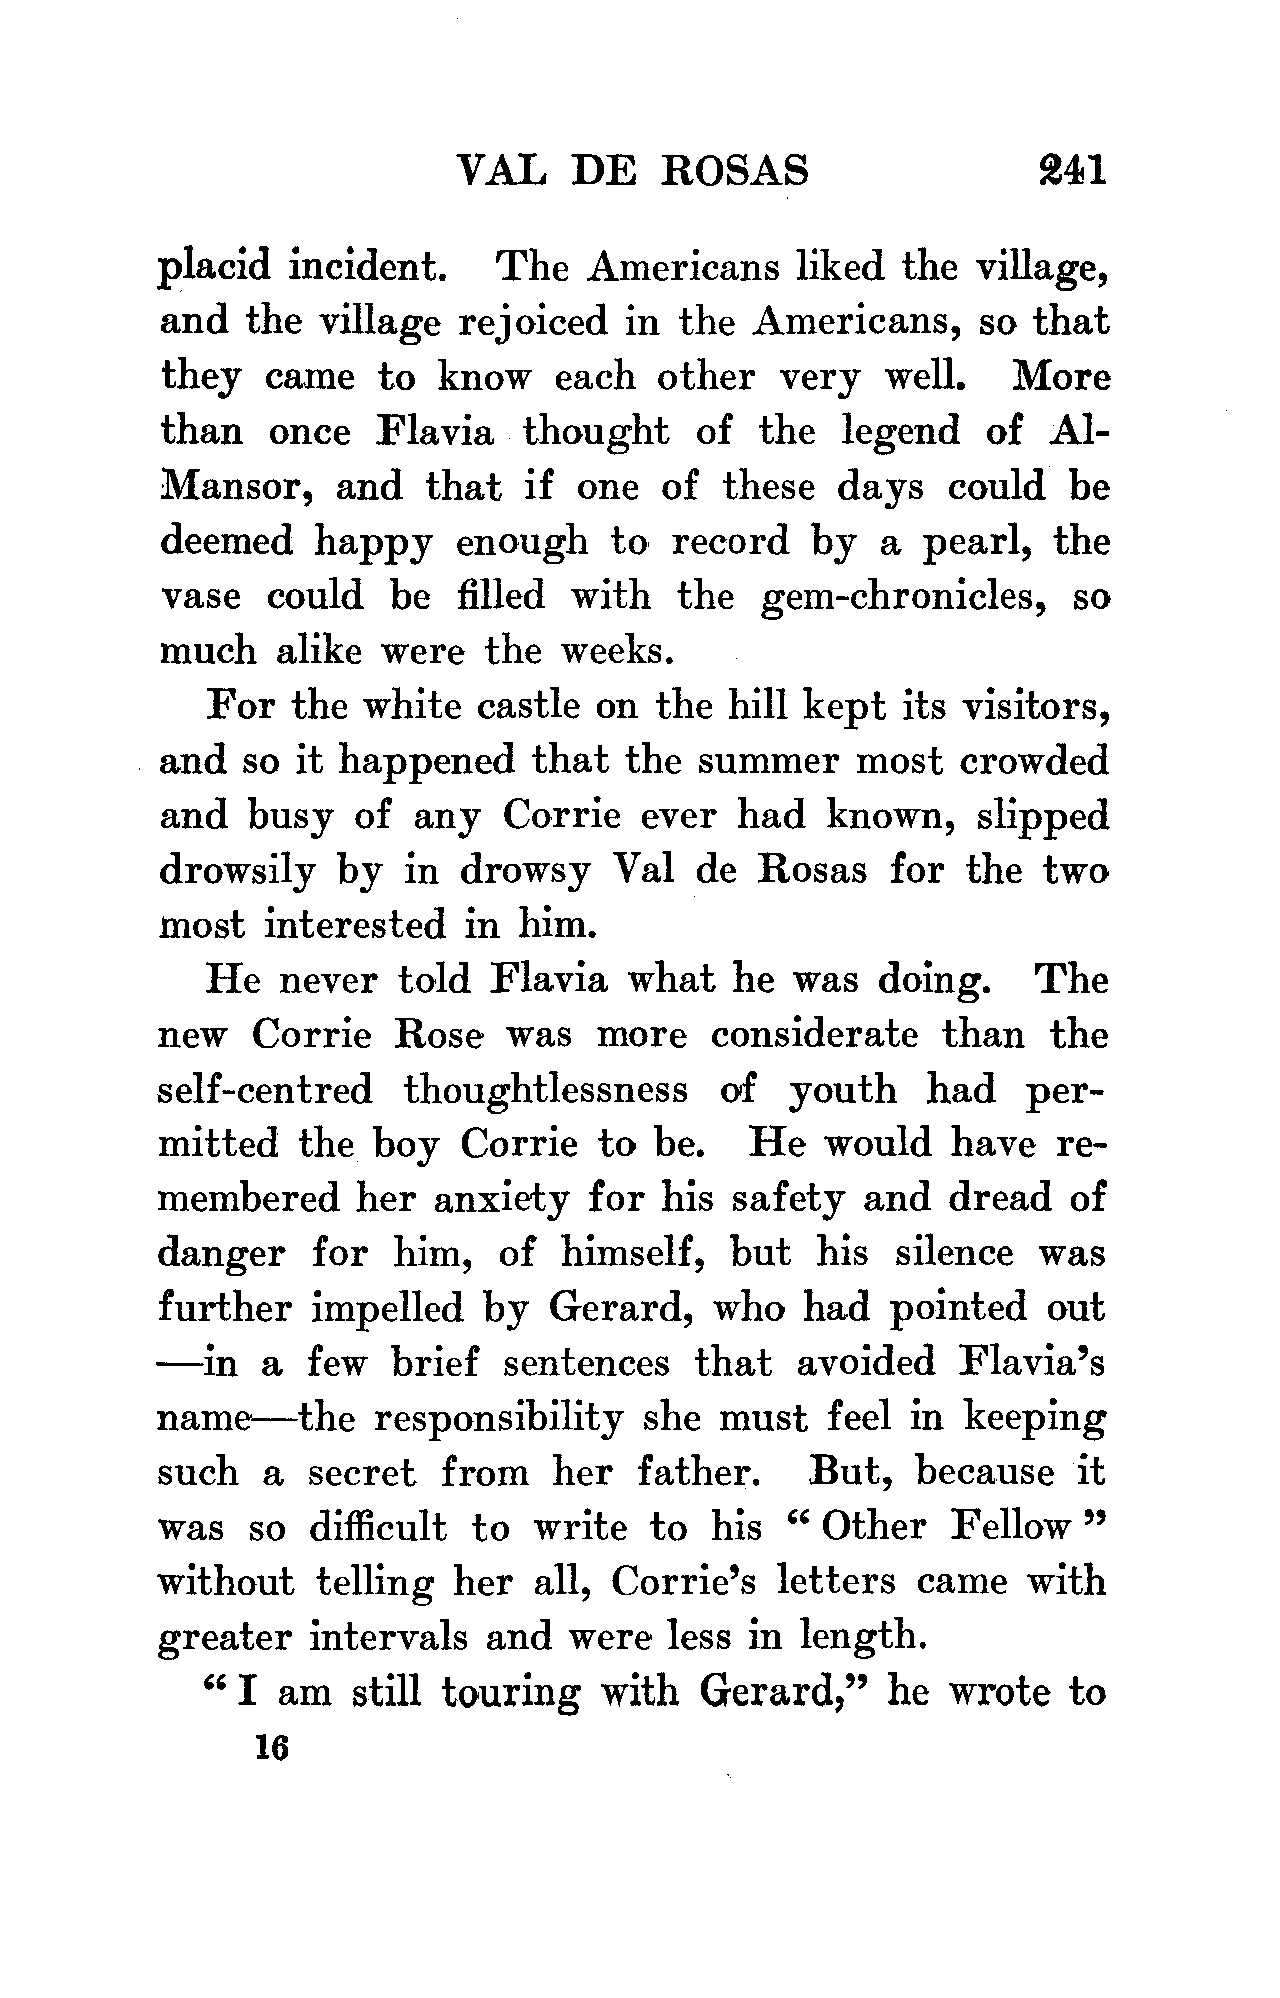 VAL DE ROSAS 241
placid incident. The Americans liked the village,
and the village rejoiced in the Americans, so that
they came to know each other very well. More
than once Flavia thought of the legend of Al-
Mansor, and that if one of these days could be
deemed happy enough to record by a pearl, the
vase could be filled with the gem-chronicles, so
much alike were the weeks.
For the white castle on the hill kept its visitors,
and so it happened that the summer most crowded
and busy of any Corrie ever had known, slipped
drowsily by in drowsy Val de Rosas for the two
most interested in him.
He never told Flavia what he was doing. The
new Corrie Rose was more considerate than the
self-centred thoughtlessness of youth had per-
mitted the boy Corrie to be. He would have re-
membered her anxiety for his safety and dread of
danger for him, of himself, but his silence was
further impelled by Gerard, who had pointed out
—in a few brief sentences that avoided Flavia's
name—the responsibility she must feel in keeping
such a secret from her father. But, because it
was so difficult to write to his “ Other Fellow ”
without telling her all, Corrie's letters came with
greater intervals and were less in length.
“ I am still touring with Gerard,” he wrote to
16